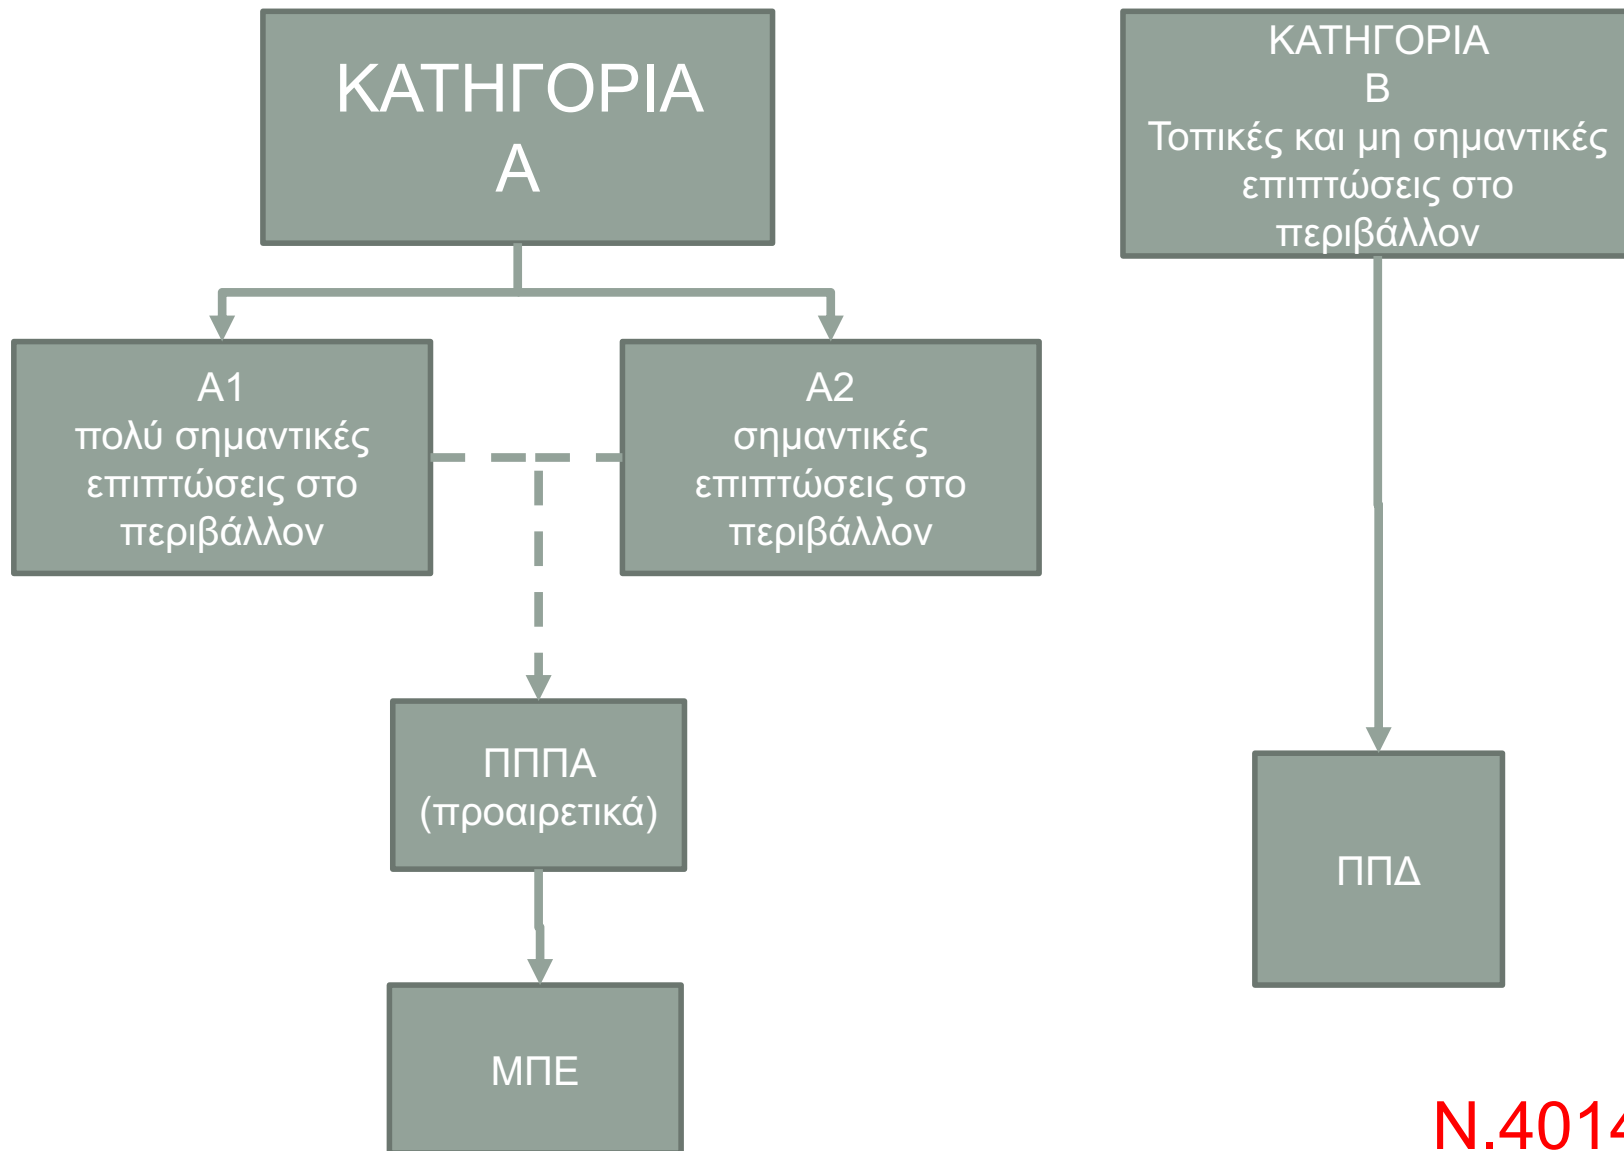 ΚΑΤΗΓΟΡΙΑ
Α
ΚΑΤΗΓΟΡΙΑ
Β
Τοπικές και μη σημαντικές
επιπτώσεις στο
περιβάλλον
Α1
πολύ σημαντικές
επιπτώσεις στο
περιβάλλον
Α2
σημαντικές
επιπτώσεις στο
περιβάλλον
ΠΠΠΑ
(προαιρετικά)
ΠΠΔ
ΜΠΕ
Ν.4014